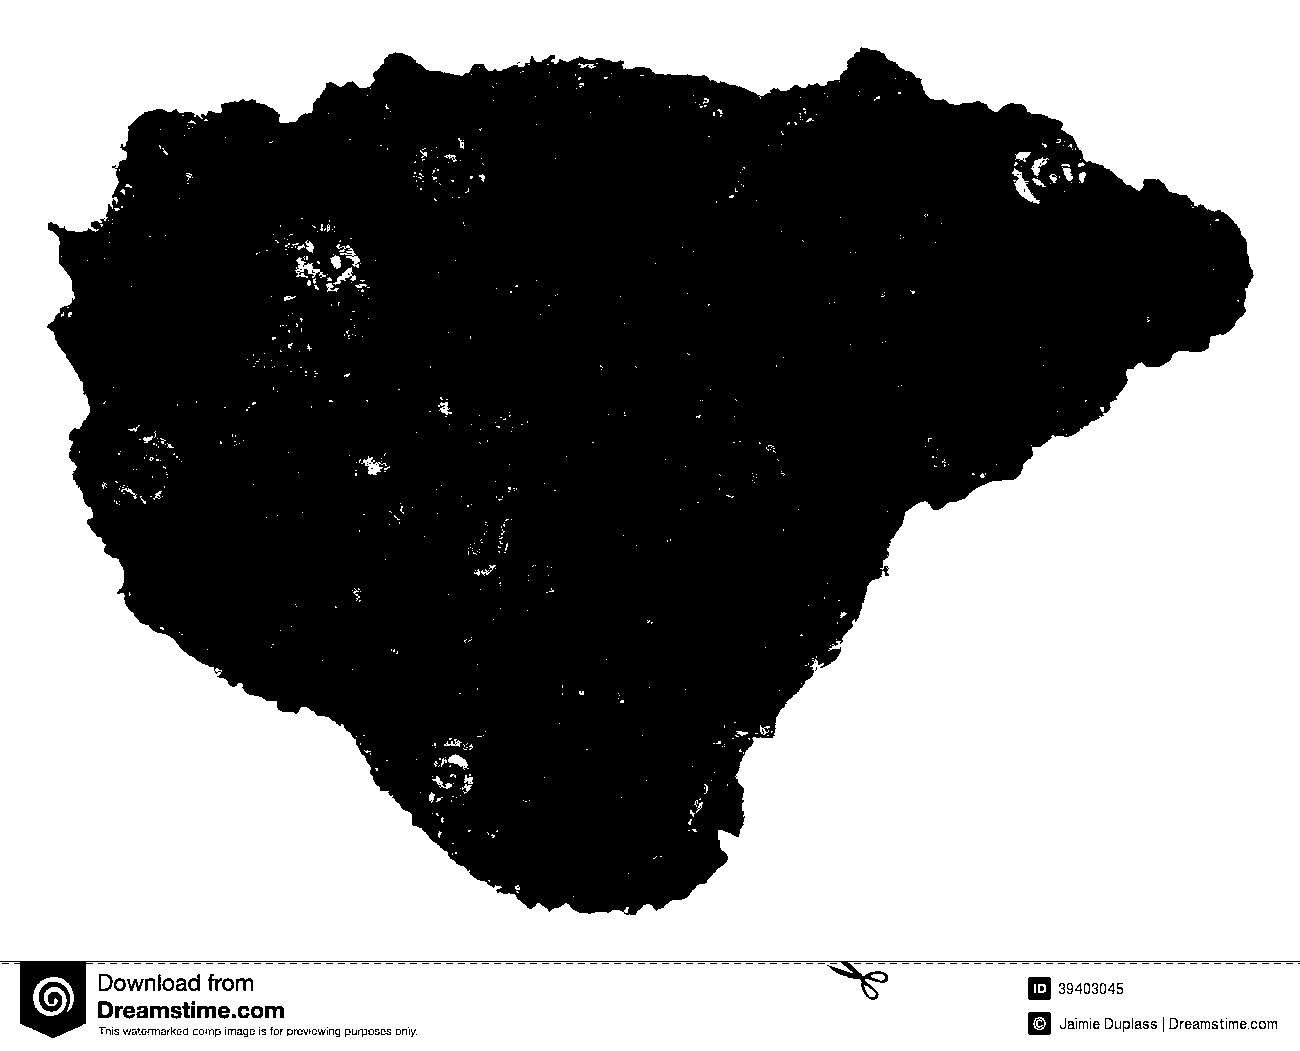 Download from
Dreamstime.com
This watermarked comp image is for previewing purposes only.
ID 39403045
© Jaimie Duplass | Dreamstime.com